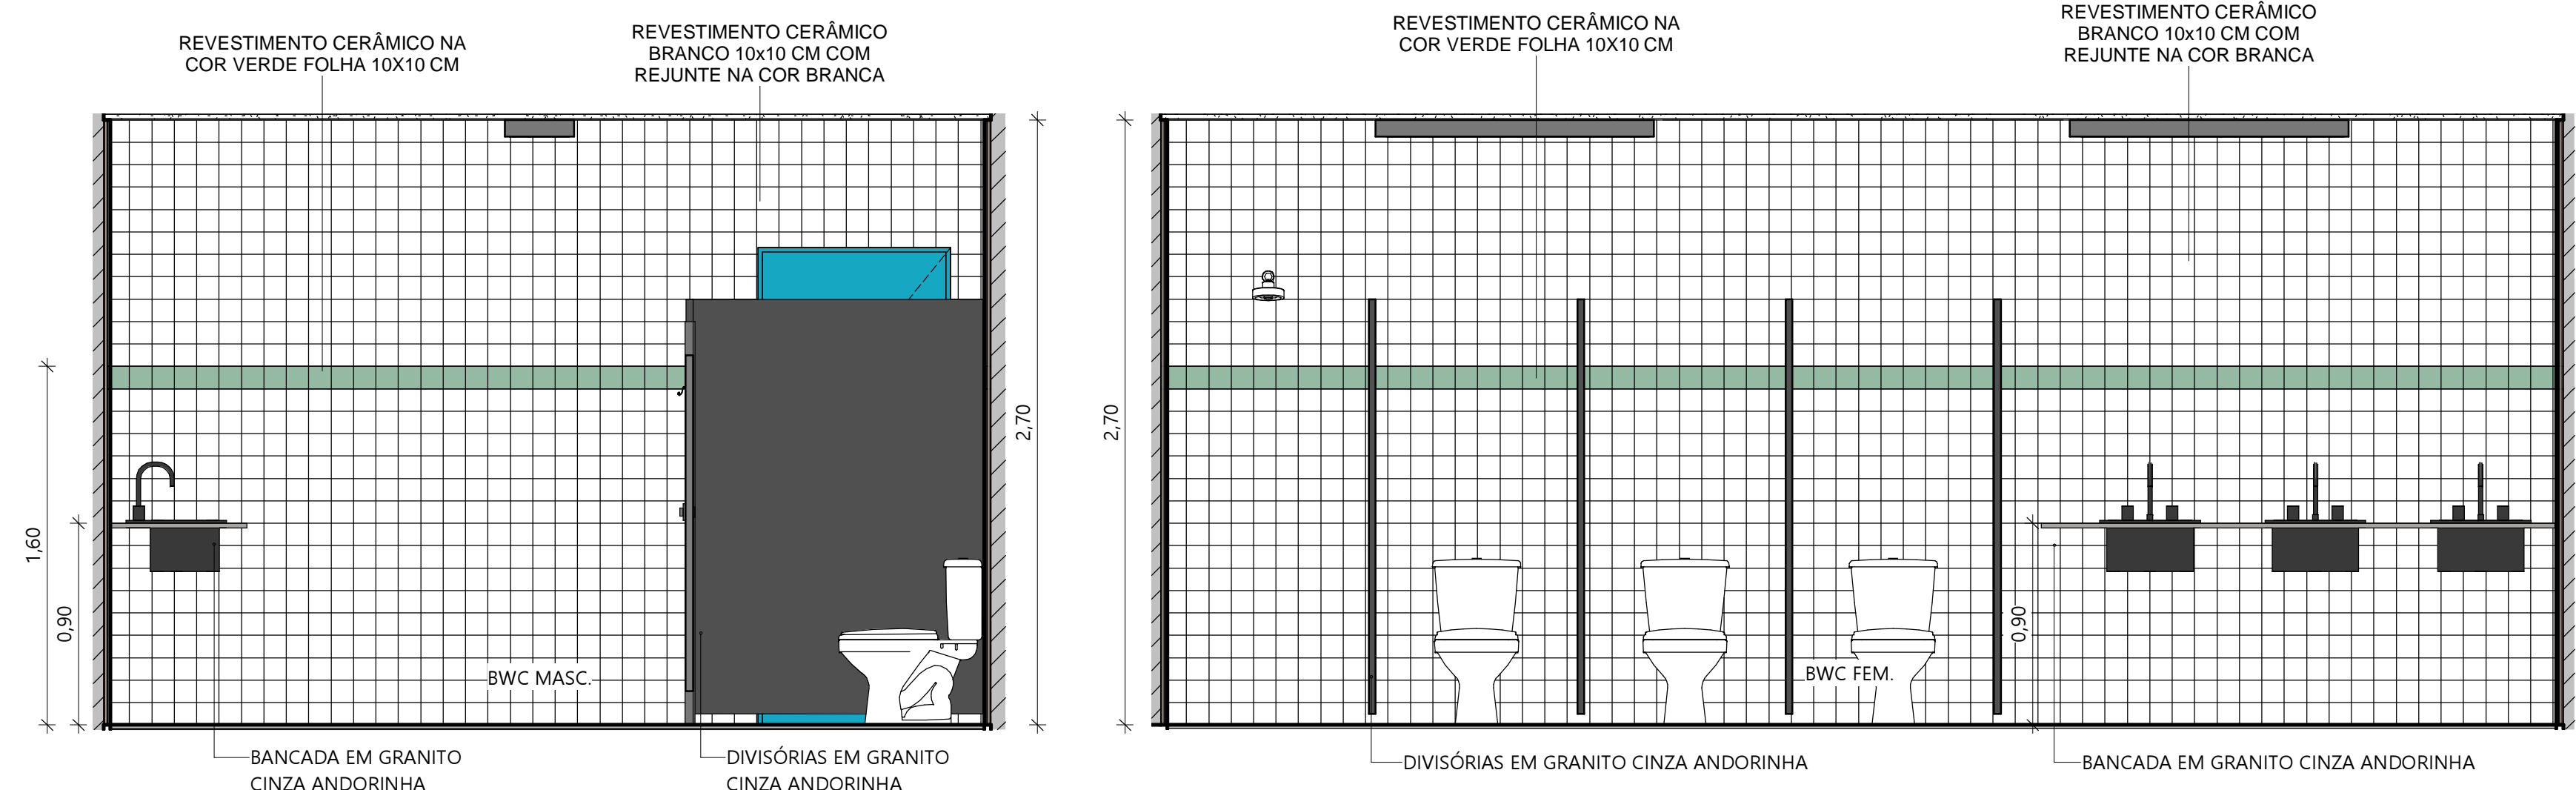 REVESTIMENTO CERÂMICO NA
COR VERDE FOLHA 10X10 CM
REVESTIMENTO CERÂMICO
BRANCO 10x10 CM COM
REJUNTE NA COR BRANCA
2,70
1,60
0,90
BWC MASC.
BANCADA EM GRANITO
CINZA ANDORINHA
DIVISÓRIAS EM GRANITO
CINZA ANDORINHA
REVESTIMENTO CERÂMICO NA
COR VERDE FOLHA 10X10 CM
REVESTIMENTO CERÂMICO
BRANCO 10x10 CM COM
REJUNTE NA COR BRANCA
2,70
0,90
BWC FEM.
DIVISÓRIAS EM GRANITO CINZA ANDORINHA
BANCADA EM GRANITO CINZA ANDORINHA